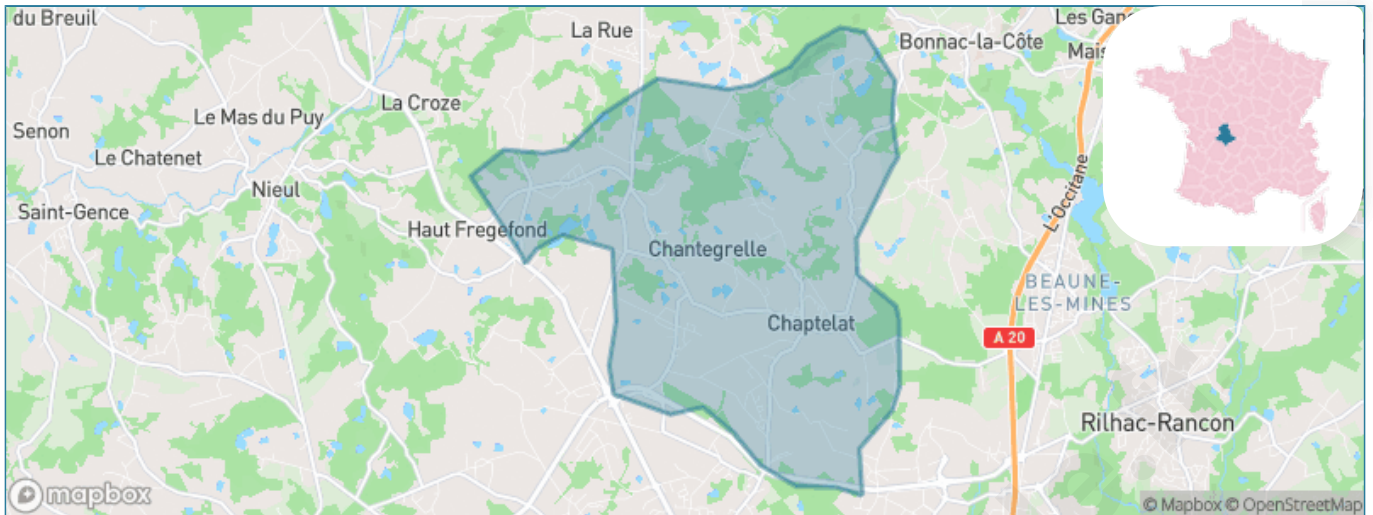 du Breuil
La Rue
Bonnac-la-Côte
La Croze
Le Mas du Puy
Senon
Le Chatenet
Nieul
Saint-Gence
Haut Fregefond
Chantegrelle
L'Occitane
BEAUNE-
LES-MINES
Chaptelat
A 20
Rilhac-Rancon
mapbox
© Mapbox © OpenStreetMap